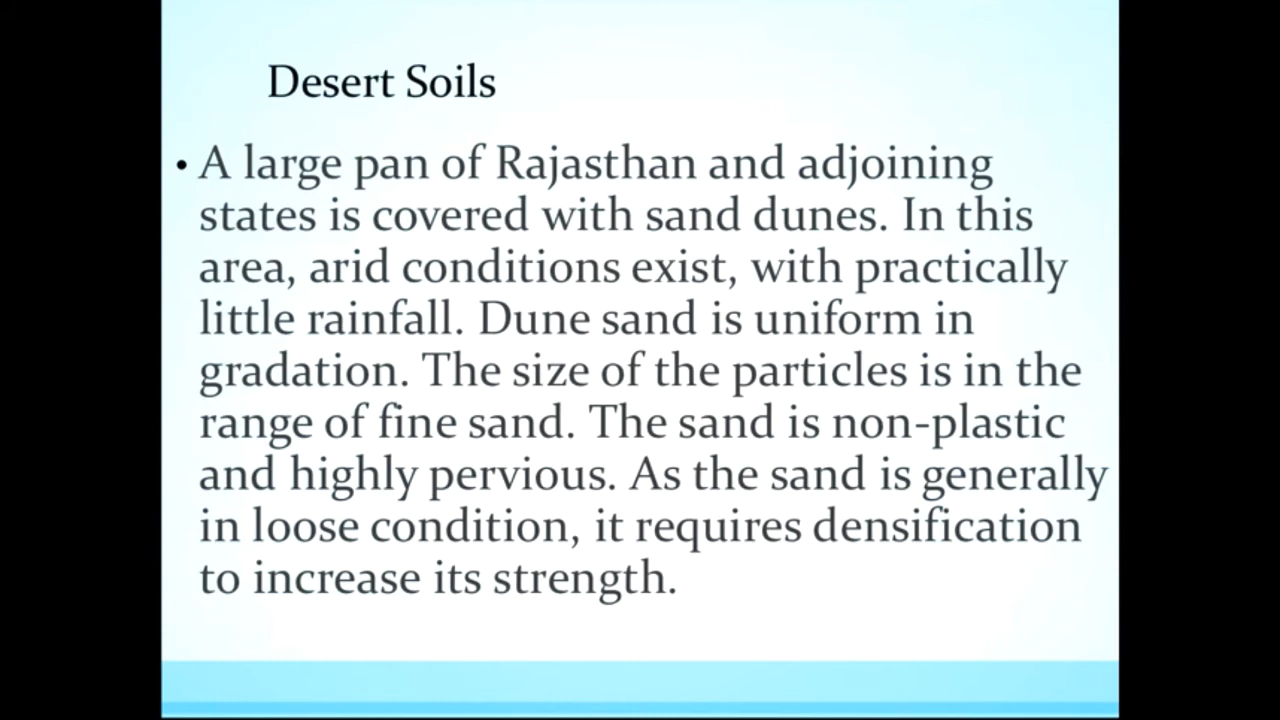 Desert Soils
• A large pan of Rajasthan and adjoining
states is covered with sand dunes. In this
area, arid conditions exist, with practically
little rainfall. Dune sand is uniform in
gradation. The size of the particles is in the
range of fine sand. The sand is non-plastic
and highly pervious. As the sand is generally
in loose condition, it requires densification
to increase its strength.